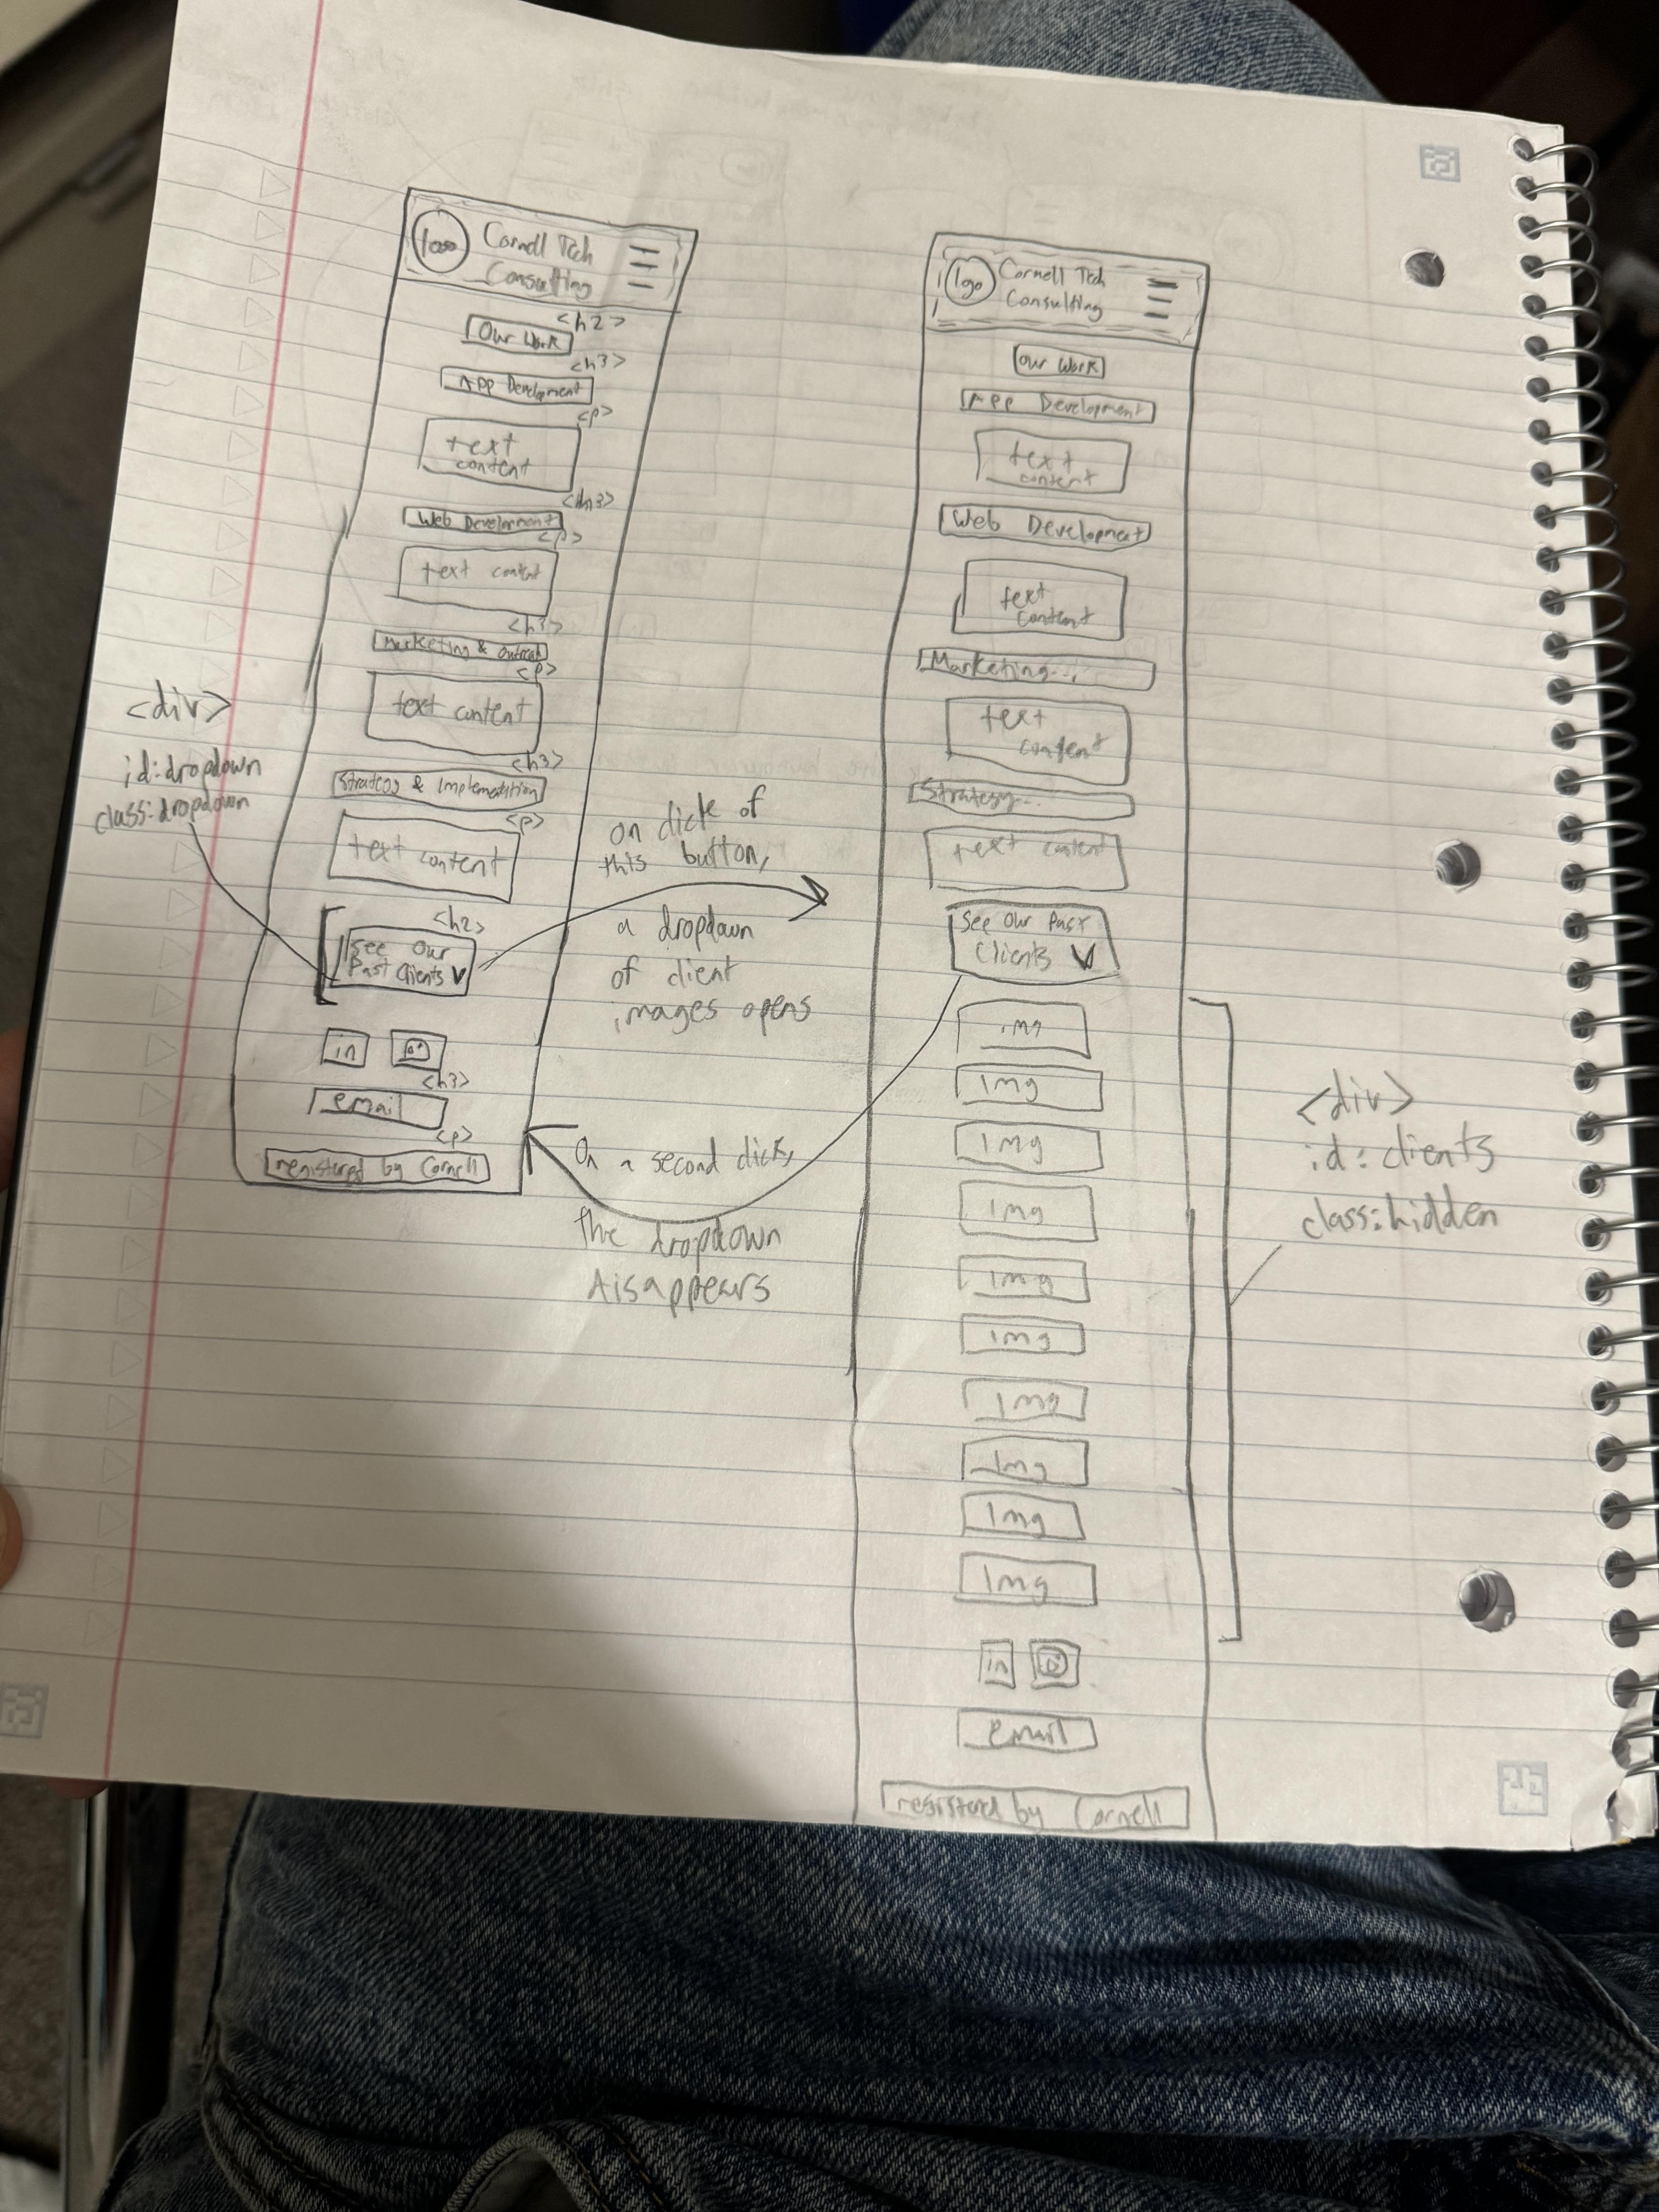 logo
Cornell Tech
Consulting
<h2>
Our Work
<h3>
App Development
<p>
text
content
<h3>
Web Development
<p>
text content
<h3>
Marketing & Outreach
<p>
text content
<h3>
Strategy & Implementation
<p>
text content
<h2>
See Our
Past Clients V
in
<h3>
email
<p>
registered by Cornell
<div>
id:dropdown
class:dropdown
on click of
this button,
a dropdown
of client
images opens
On a second click,
the dropdown
disappears
logo
Cornell Tech
Consulting
Our Work
App Development
text
content
Web Development
text
content
Marketing...
text
content
Strategy...
text content
See Our Past
Clients V
img
img
img
img
img
img
img
img
img
img
in
email
registered by Cornell
<div>
id: clients
class:hidden